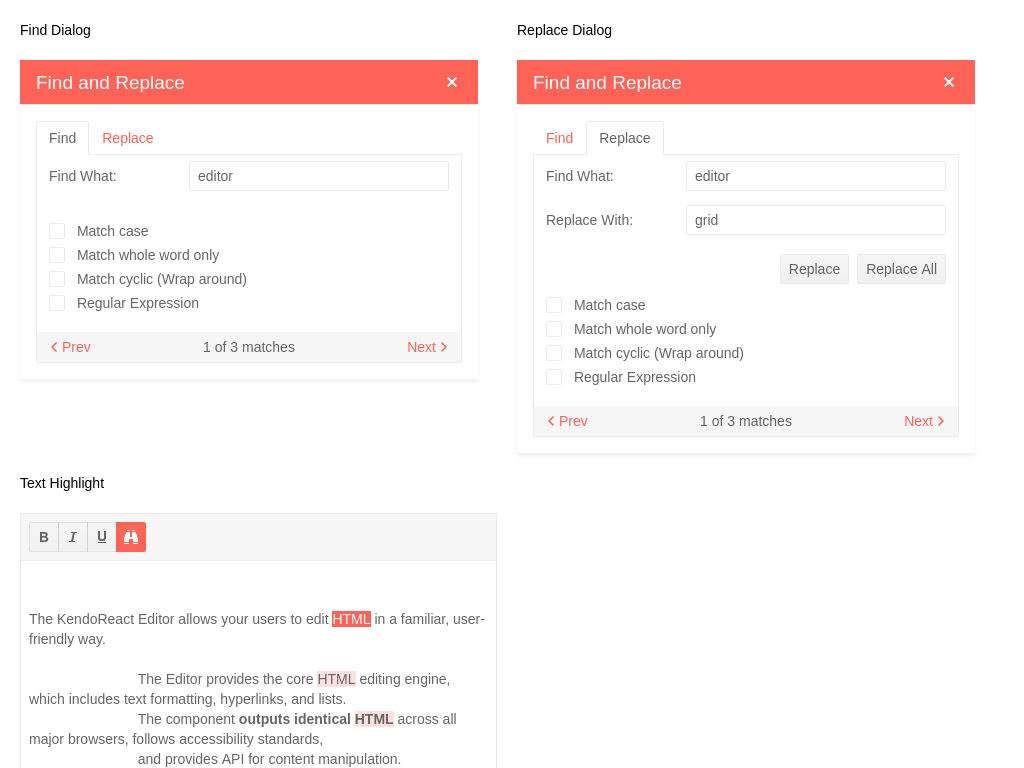 Find Dialog
Find and Replace
Find Replace
Find What: editor
Match case
Match whole word only
Match cyclic (Wrap around)
Regular Expression
Prev 1 of 3 matches Next
Replace Dialog
Find and Replace
Find Replace
Find What: editor
Replace With: grid
Replace Replace All
Match case
Match whole word only
Match cyclic (Wrap around)
Regular Expression
Prev 1 of 3 matches Next
Text Highlight
B I U
The KendoReact Editor allows your users to edit HTML in a familiar, user-
friendly way.
The Editor provides the core HTML editing engine,
which includes text formatting, hyperlinks, and lists.
The component outputs identical HTML across all
major browsers, follows accessibility standards,
and provides API for content manipulation.